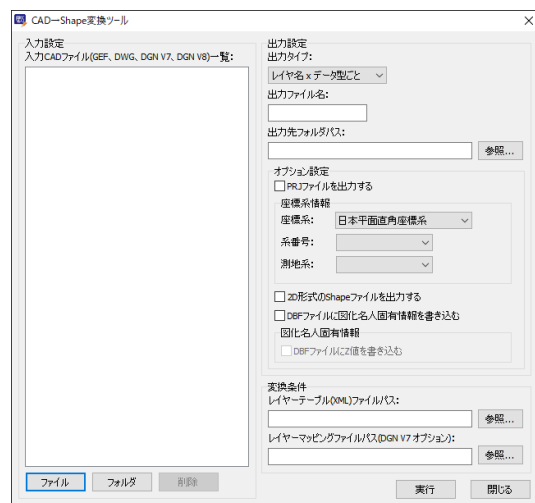 CAD→Shape変換ツール
入力設定
入力CADファイル(GEF、DWG、DGN V7、DGN V8)一覧:
ファイル
フォルダ
削除
出力設定
出力タイプ:
レイヤ名 x データ型ごと
出力ファイル名:
出力先フォルダパス:
参照...
オプション設定
PRJファイルを出力する
座標系情報
座標系:
日本平面直角座標系
系番号:
測地系:
2D形式のShapeファイルを出力する
DBFファイルに図化名人固有情報を書き込む
図化名人固有情報
DBFファイルにZ値を書き込む
変換条件
レイヤーテーブル(XML)ファイルパス:
参照...
レイヤーマッピングファイルパス(DGN V7 オプション):
参照...
実行
閉じる